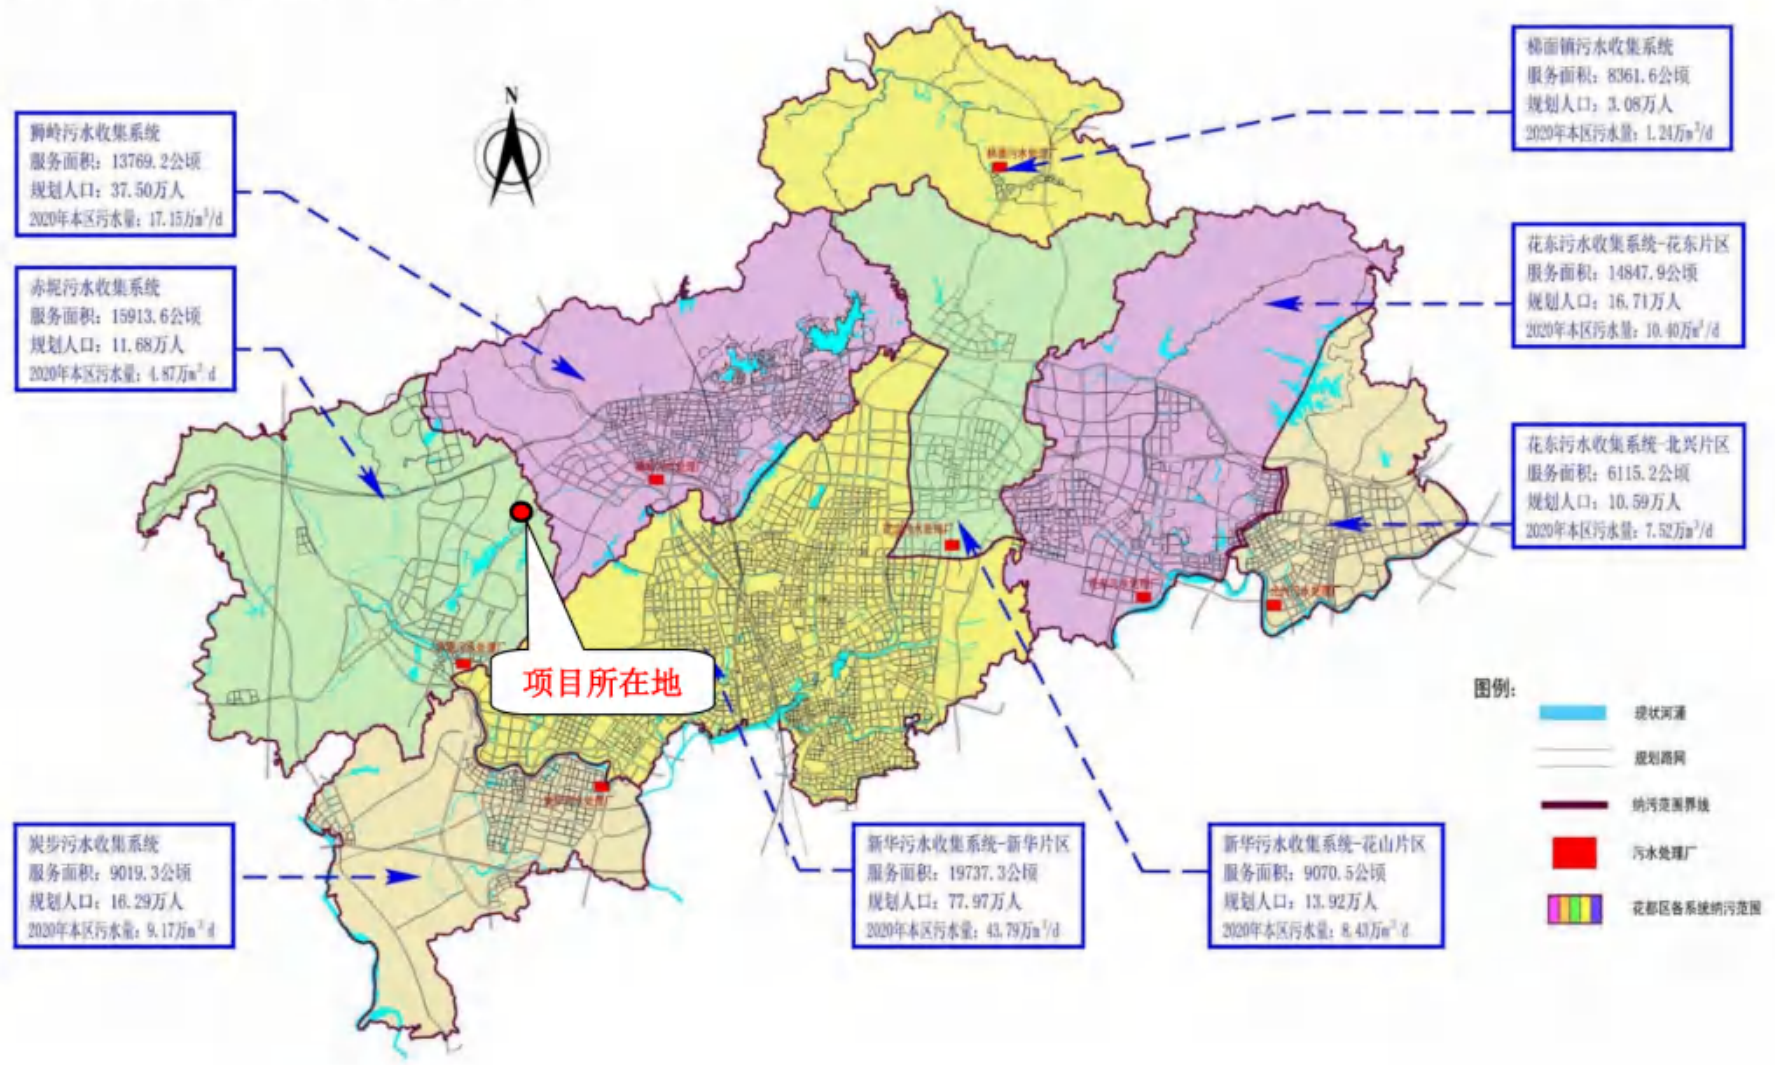 梯面镇污水收集系统
服务面积：8361.6公顷
规划人口：3.08万人
2020年本区污水量：1.24万m³/d
N
狮岭污水收集系统
服务面积：13769.2公顷
规划人口：37.50万人
2020年本区污水量：17.15万m³/d
花东污水收集系统-花东片区
服务面积：14847.9公顷
规划人口：16.71万人
2020年本区污水量：10.40万m³/d
赤坭污水收集系统
服务面积：15913.6公顷
规划人口：11.68万人
2020年本区污水量：4.87万m³ d
花东污水收集系统-北兴片区
服务面积：6115.2公顷
规划人口：10.59万人
2020年本区污水量：7.52万m³/d
项目所在地
图例：
现状河涌
规划路网
纳污范围界线
污水处理厂
花都区各系统纳污范围
炭步污水收集系统
服务面积：9019.3公顷
规划人口：16.29万人
2020年本区污水量：9.17万m³ d
新华污水收集系统-新华片区
服务面积：19737.3公顷
规划人口：77.97万人
2020年本区污水量：43.79万m³/d
新华污水收集系统-花山片区
服务面积：9070.5公顷
规划人口：13.92万人
2020年本区污水量：8.43万m³ d